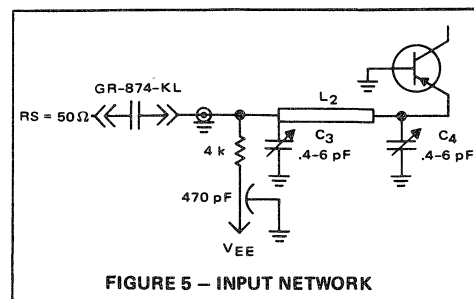 GR-874-KL
RS = 50Ω
L2
C3
.4-6 pF
C4
.4-6 pF
4 k
470 pF
VEE
FIGURE 5 – INPUT NETWORK